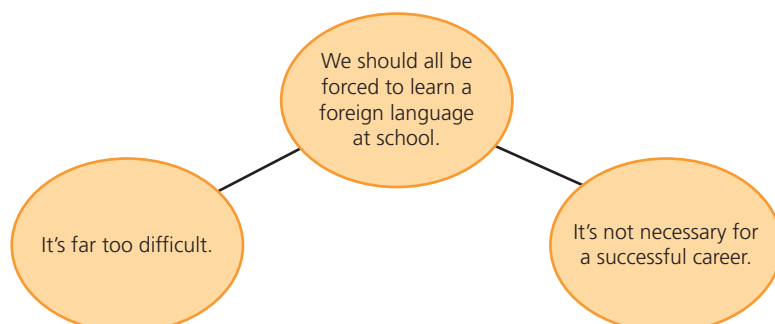 We should all be
forced to learn a
foreign language
at school.
It’s far too difficult.
It’s not necessary for
a successful career.